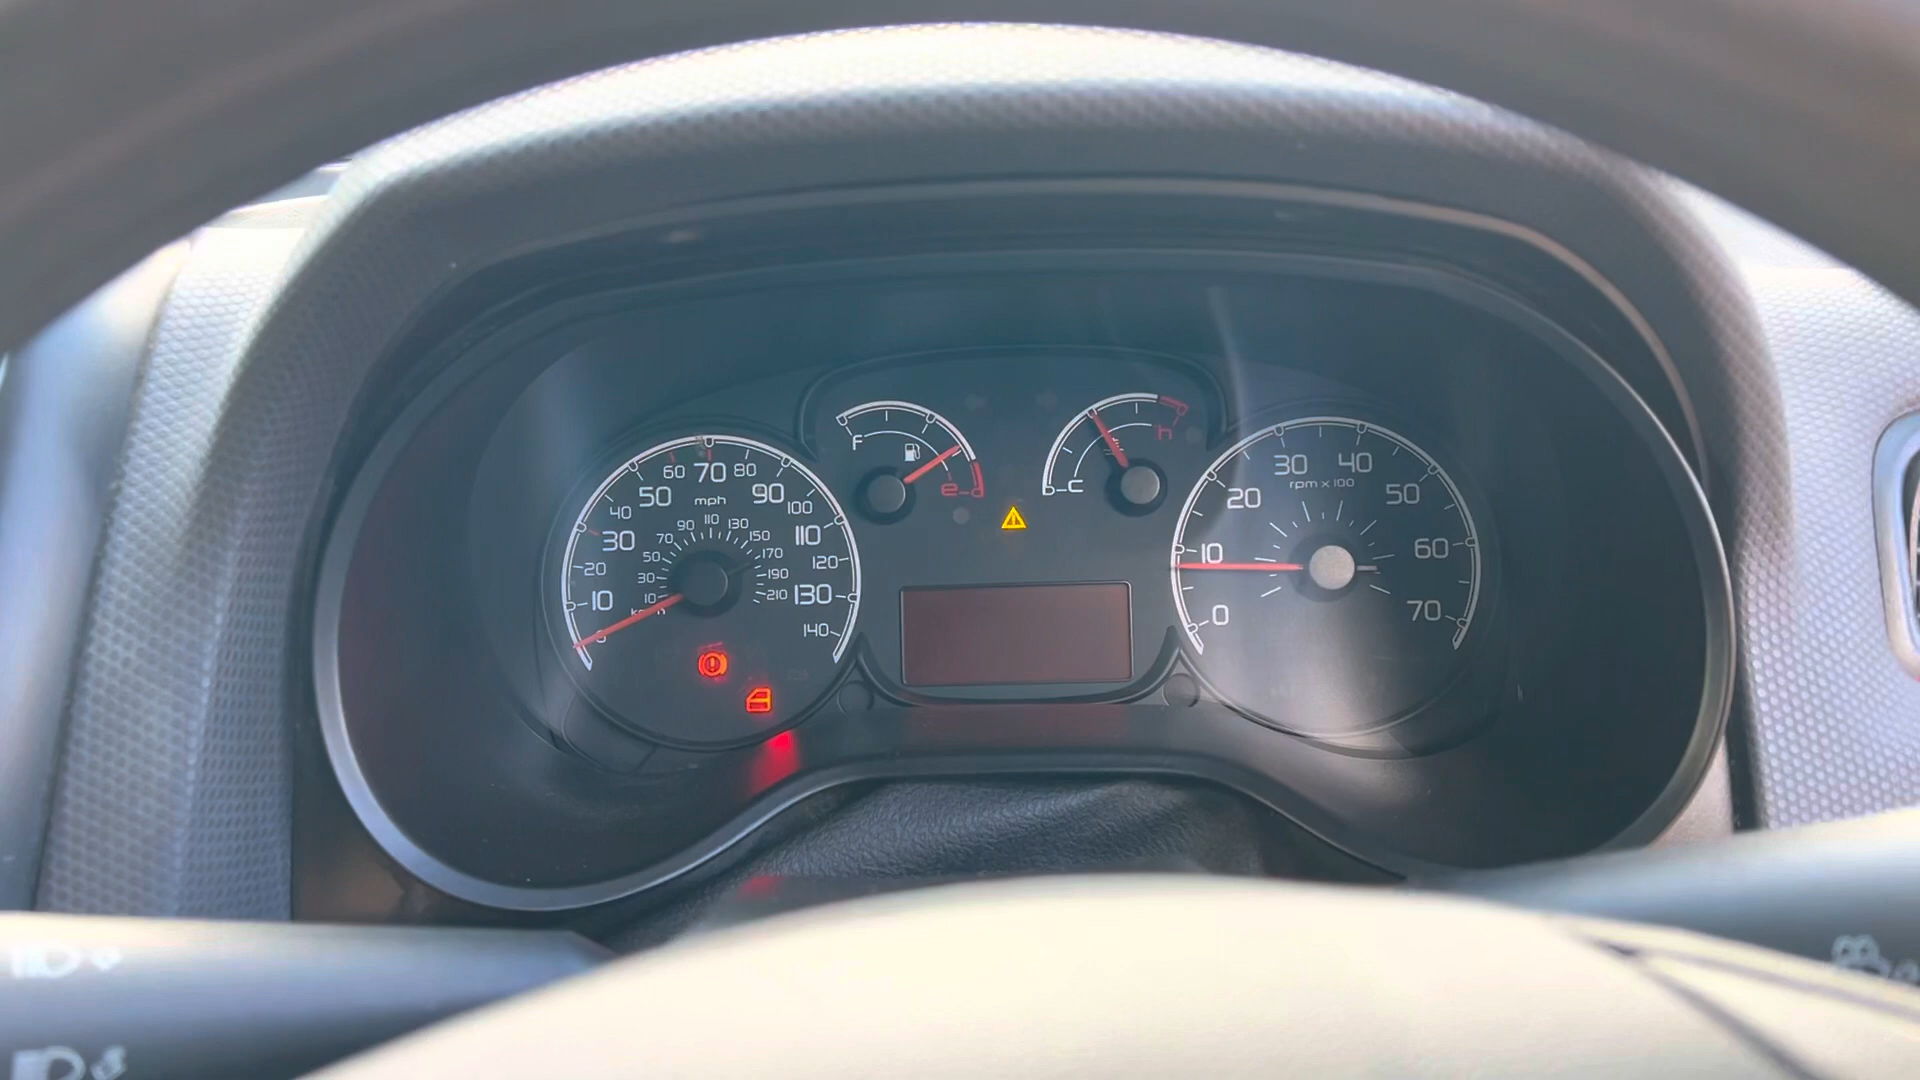 60 70 80
50 mph 90
40 100
30 110
20 120
10 130
0 140
90 110 130
70 150
50 170
30 190
10 210
F
e
c
h
30 40
rpm x 100
20 50
10 60
0 70